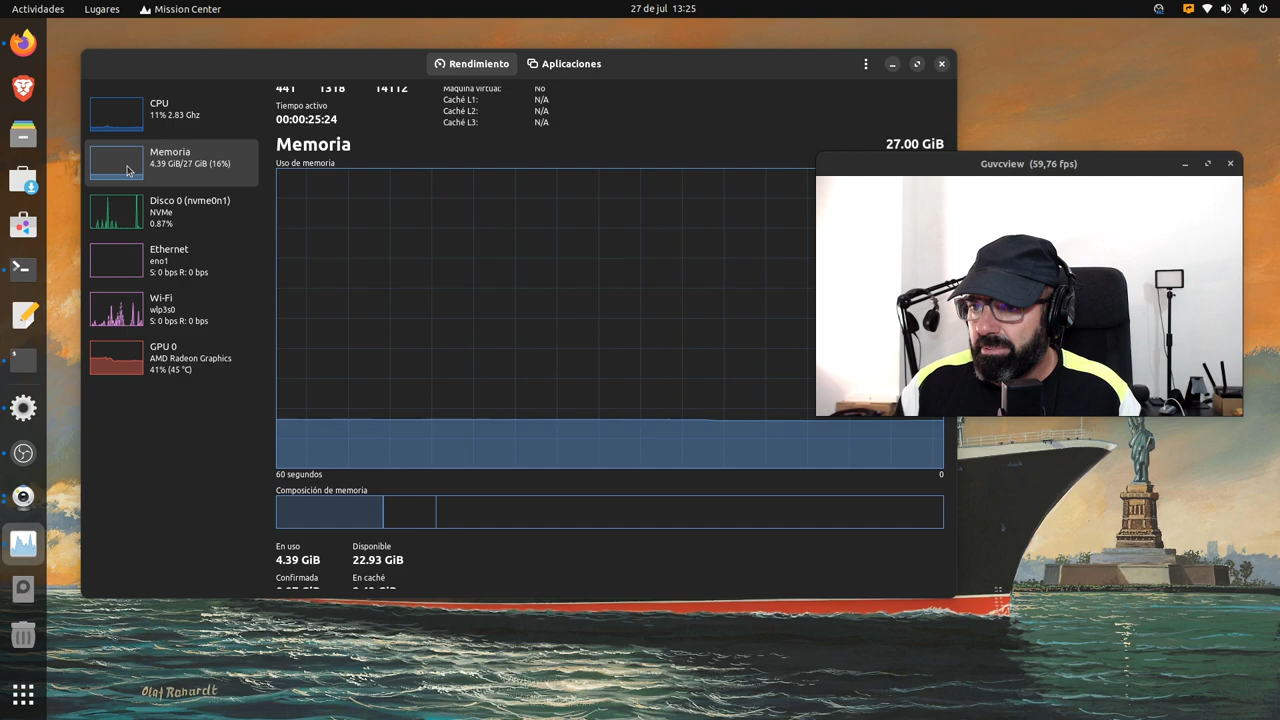 Actividades
Lugares
Mission Center
27 de jul 13:25
Rendimiento
Aplicaciones
CPU
11% 2.83 Ghz
Memoria
4.39 GiB/27 GiB (16%)
Disco 0 (nvme0n1)
NVMe
0.87%
Ethernet
eno1
S: 0 bps R: 0 bps
Wi-Fi
wlp3s0
S: 0 bps R: 0 bps
GPU 0
AMD Radeon Graphics
41% (45 °C)
441 1318 14112
Máquina virtual: No
Caché L1: N/A
Caché L2: N/A
Caché L3: N/A
Tiempo activo
00:00:25:24
Memoria
27.00 GiB
Uso de memoria
60 segundos
0
Composición de memoria
En uso
4.39 GiB
Disponible
22.93 GiB
Confirmada
En caché
Guvcview (59,76 fps)
Olaf Rahardt